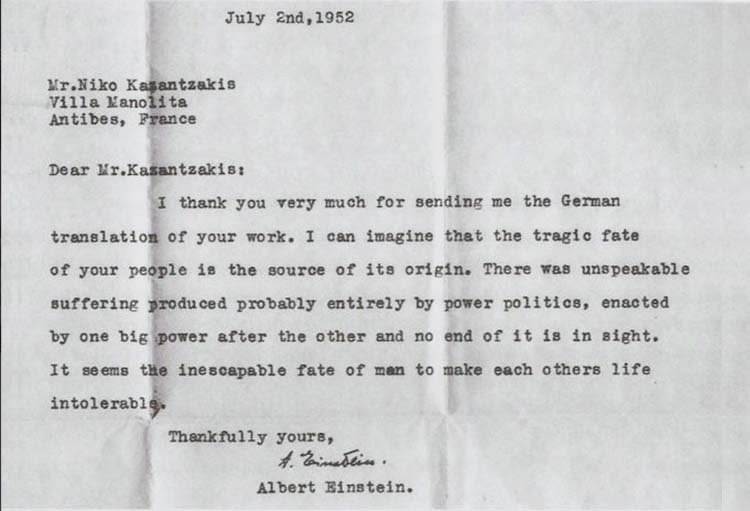 July 2nd,1952
Mr.Niko Kazantzakis
Villa Manolita
Antibes, France
Dear Mr.Kazantzakis:
I thank you very much for sending me the German
translation of your work. I can imagine that the tragic fate
of your people is the source of its origin. There was unspeakable
suffering produced probably entirely by power politics, enacted
by one big power after the other and no end of it is in sight.
It seems the inescapable fate of man to make each others life
intolerable.
Thankfully yours,
A. Einstein.
Albert Einstein.